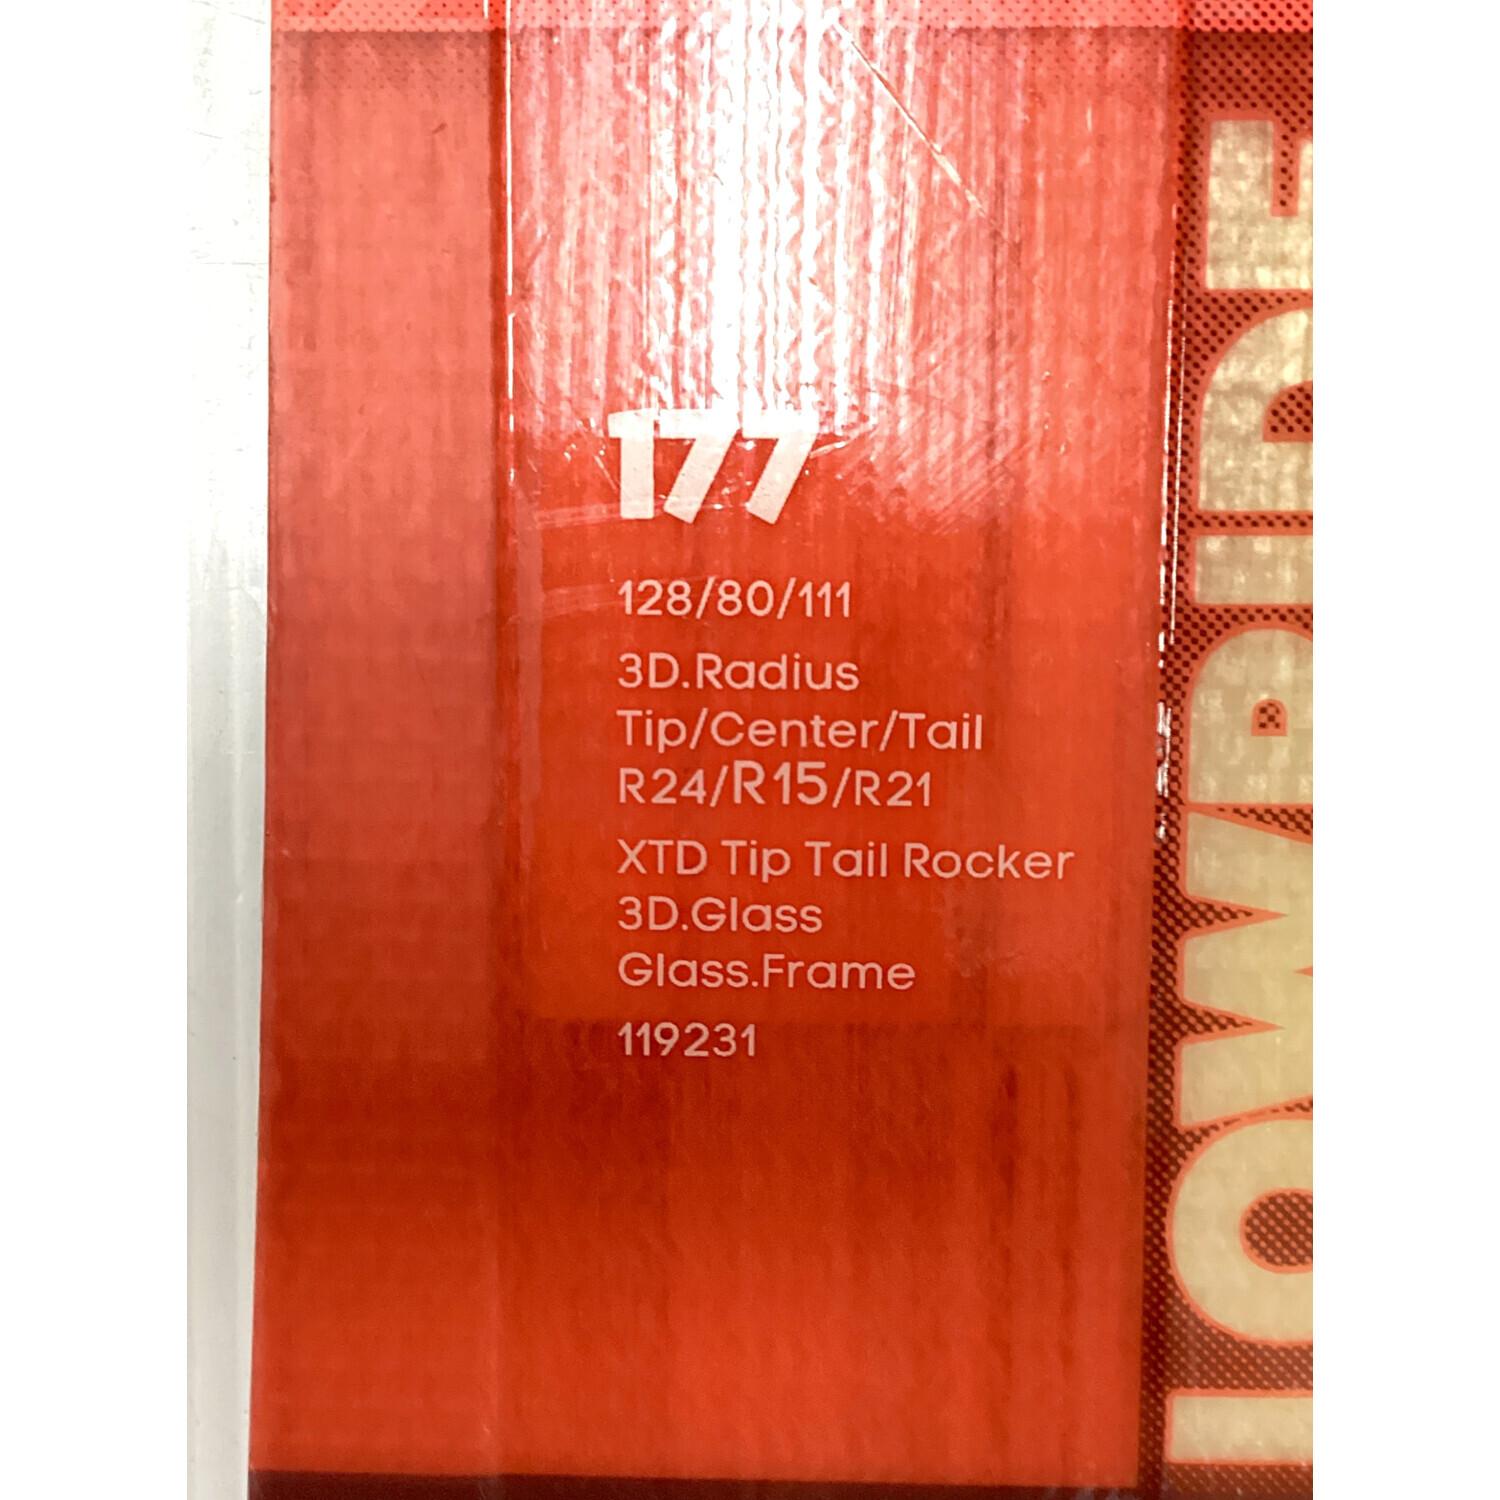 177
128/80/111
3D.Radius
Tip/Center/Tail
R24/R15/R21
XTD Tip Tail Rocker
3D.Glass
Glass.Frame
119231
LOWRIDE